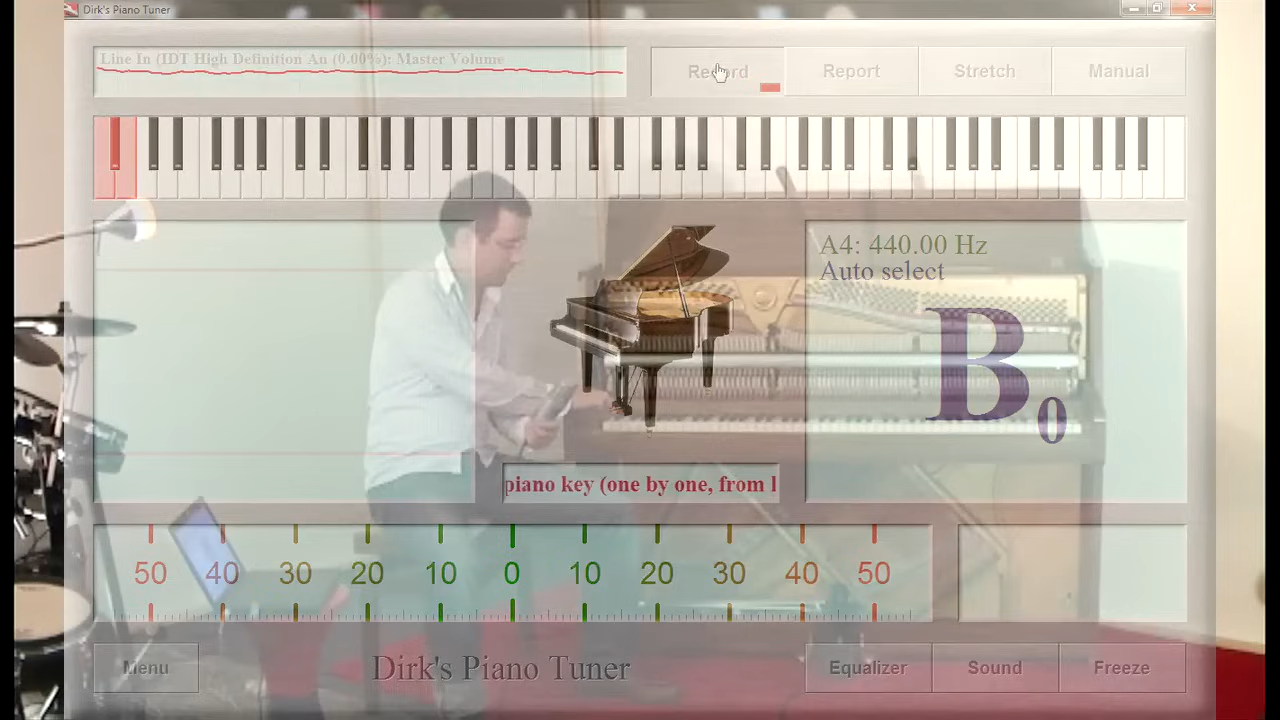 Dirk's Piano Tuner
Line In (IDT High Definition Au (0.00%): Master Volume
Record
Report
Stretch
Manual
A4: 440.00 Hz
Auto select
B0
piano key (one by one, from l
50 40 30 20 10 0 10 20 30 40 50
Menu
Dirk's Piano Tuner
Equalizer
Sound
Freeze